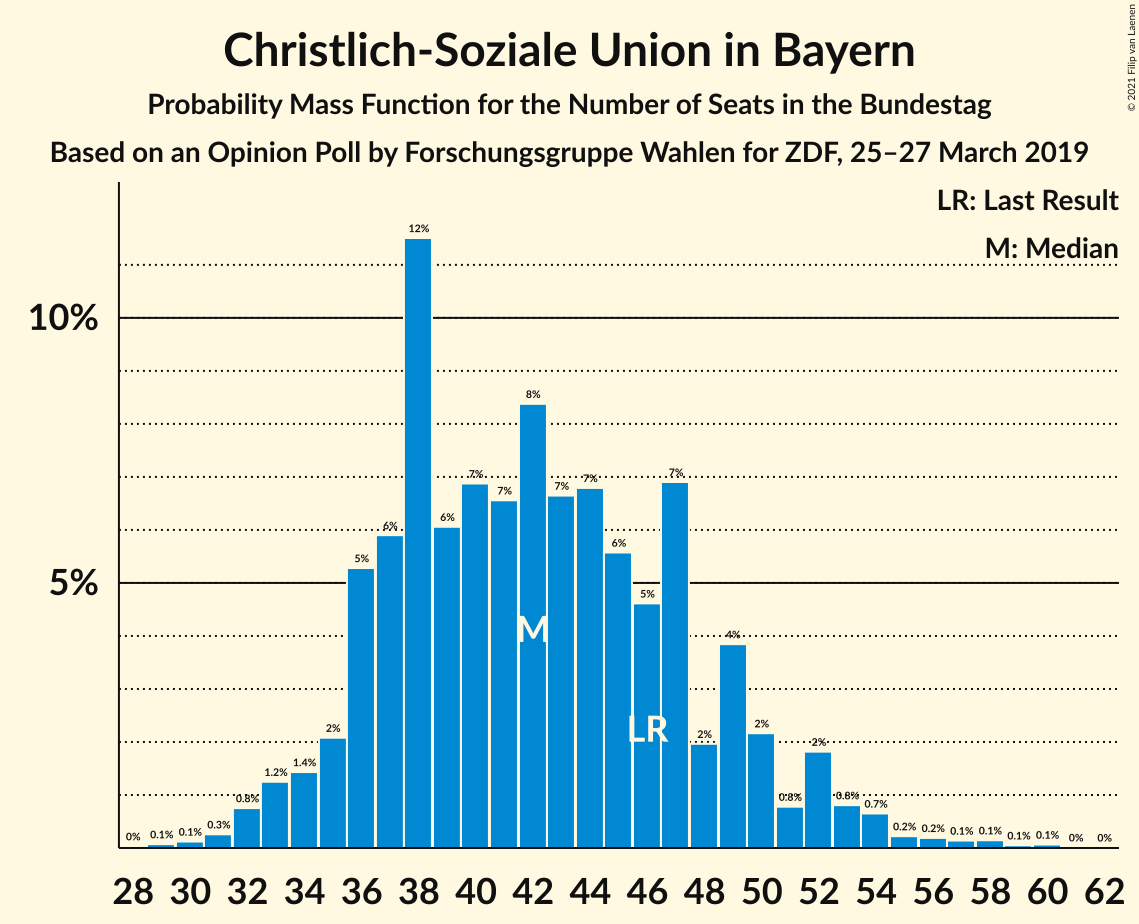 Christlich-Soziale Union in Bayern
Probability Mass Function for the Number of Seats in the Bundestag
Based on an Opinion Poll by Forschungsgruppe Wahlen for ZDF, 25–27 March 2019
© 2021 Filip van Laenen
LR: Last Result
M: Median
10%
5%
0% 0.1% 0.1% 0.3% 0.8% 1.2% 1.4% 2% 5% 6% 12% 6% 7% 7% 8% 7% 7% 6% 5% 7% 2% 4% 2% 0.8% 2% 0.8% 0.7% 0.2% 0.2% 0.1% 0.1% 0.1% 0.1% 0% 0%
M
LR
28 30 32 34 36 38 40 42 44 46 48 50 52 54 56 58 60 62